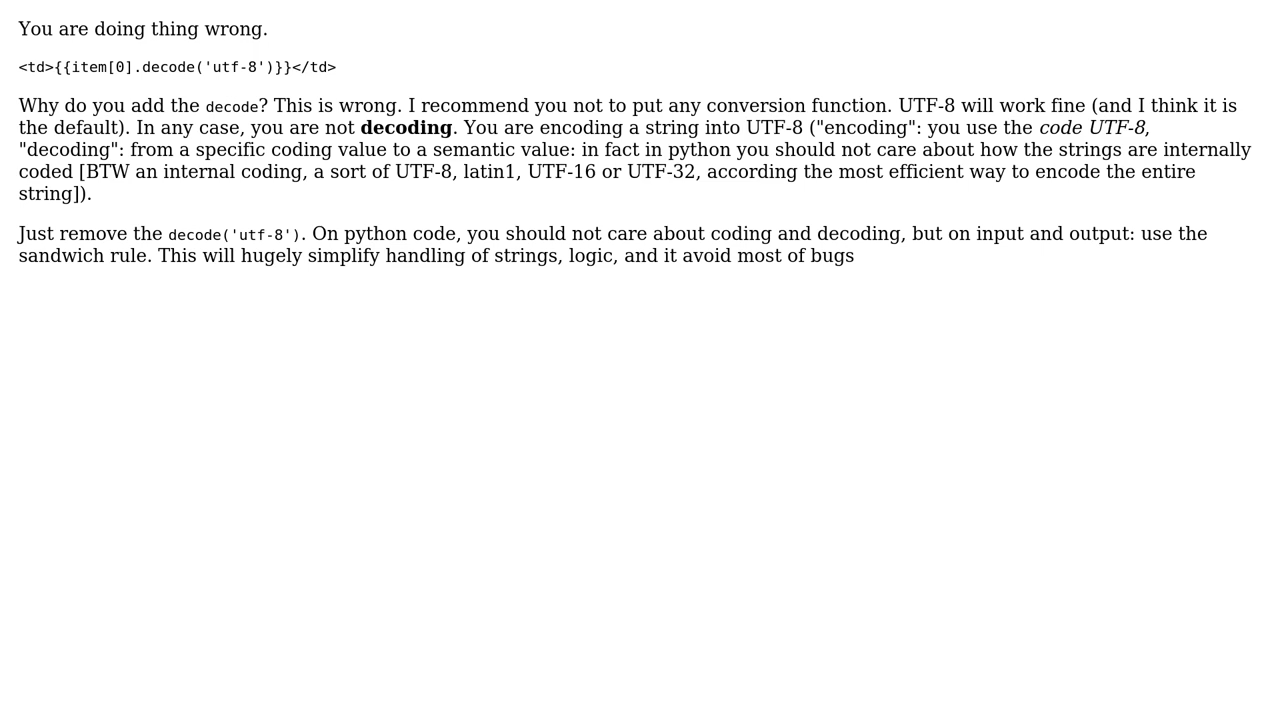 You are doing thing wrong.
<td>{{item[0].decode('utf-8')}}</td>
Why do you add the decode? This is wrong. I recommend you not to put any conversion function. UTF-8 will work fine (and I think it is
the default). In any case, you are not decoding. You are encoding a string into UTF-8 ("encoding": you use the code UTF-8,
"decoding": from a specific coding value to a semantic value: in fact in python you should not care about how the strings are internally
coded [BTW an internal coding, a sort of UTF-8, latin1, UTF-16 or UTF-32, according the most efficient way to encode the entire
string]).
Just remove the decode('utf-8'). On python code, you should not care about coding and decoding, but on input and output: use the
sandwich rule. This will hugely simplify handling of strings, logic, and it avoid most of bugs